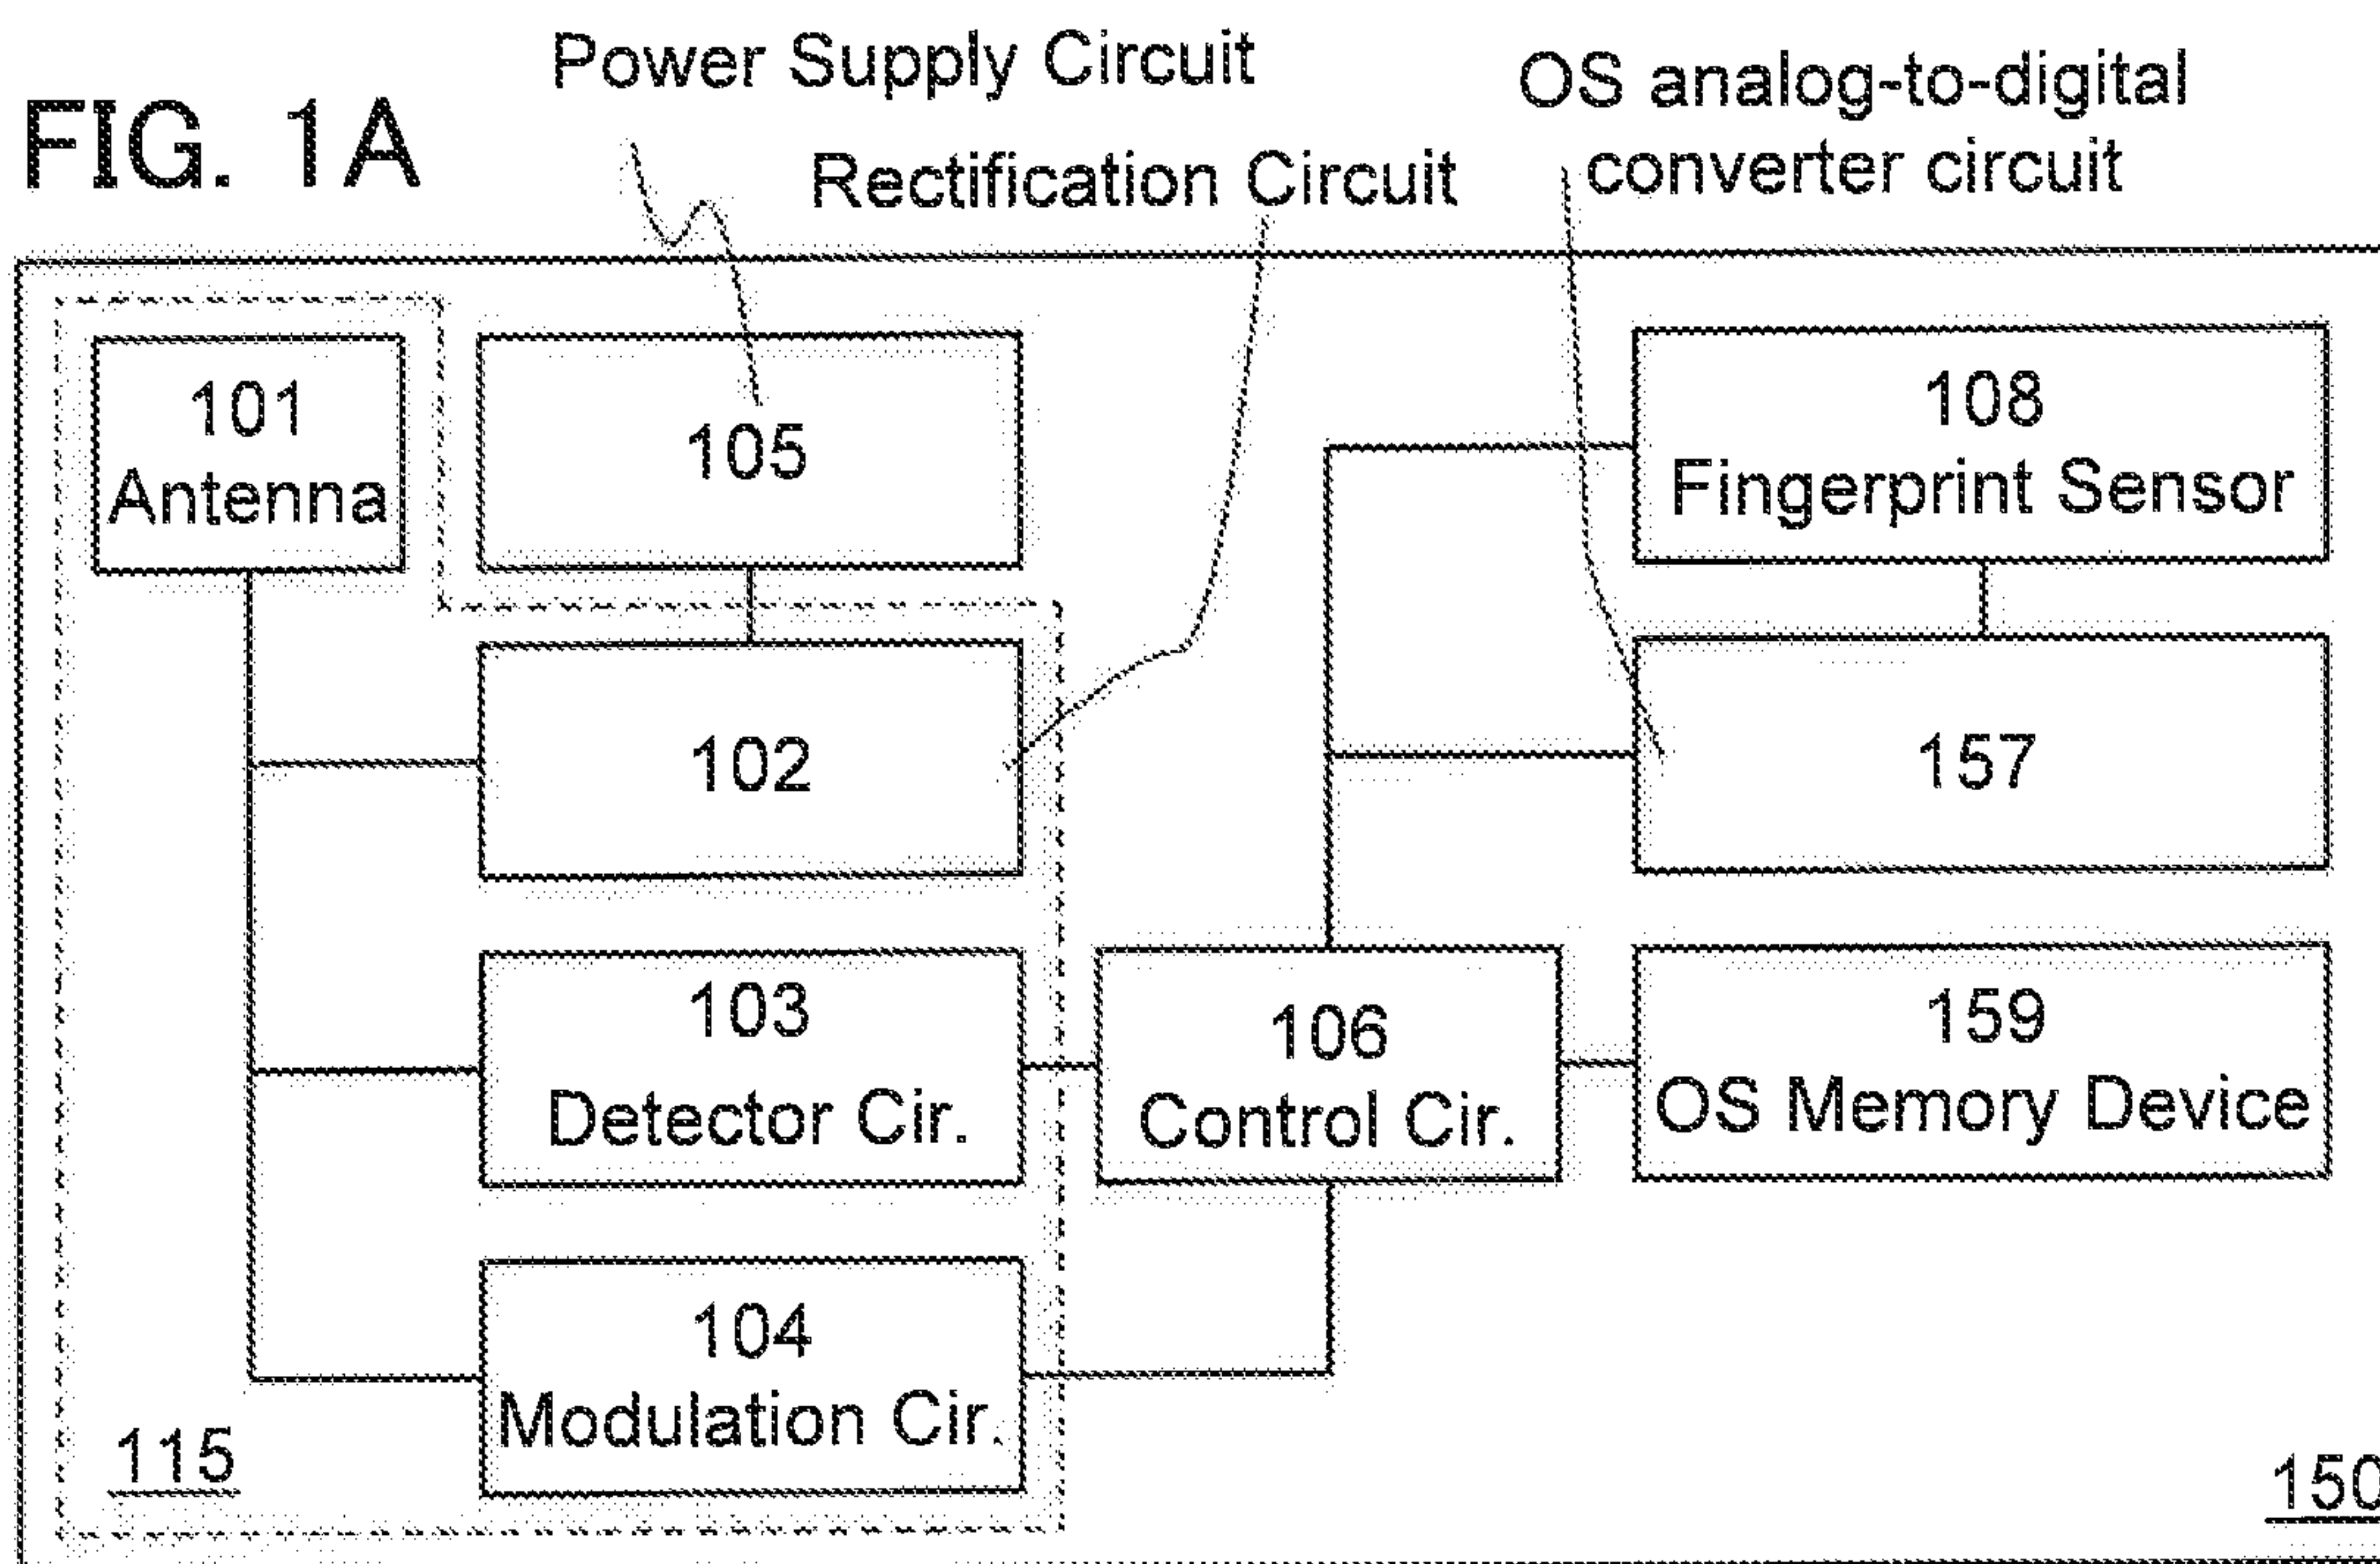 FIG. 1A
Power Supply Circuit
Rectification Circuit
OS analog-to-digital
converter circuit
101
Antenna
105
108
Fingerprint Sensor
102
157
103
Detector Cir.
106
Control Cir.
159
OS Memory Device
104
Modulation Cir.
115
150